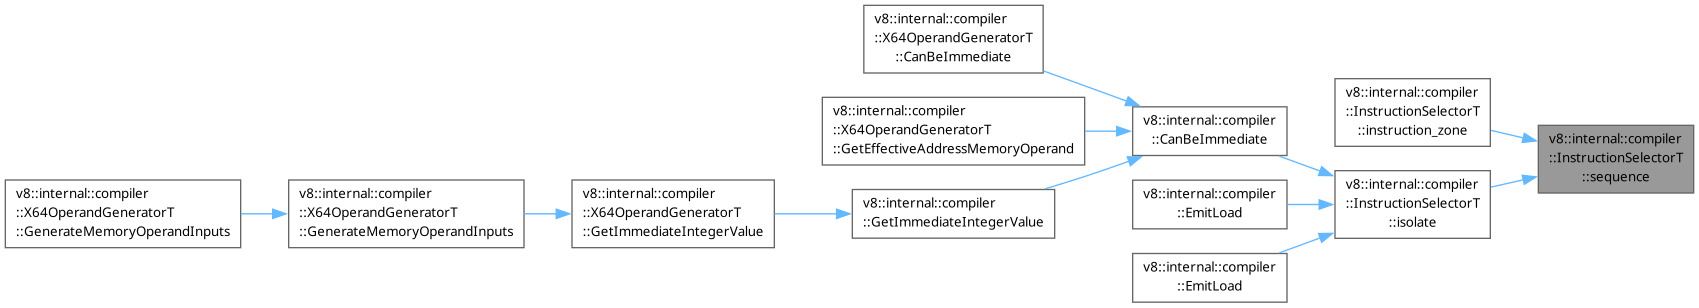 v8::internal::compiler
::X64OperandGeneratorT
::CanBeImmediate
v8::internal::compiler
::X64OperandGeneratorT
::GetEffectiveAddressMemoryOperand
v8::internal::compiler
::CanBeImmediate
v8::internal::compiler
::InstructionSelectorT
::instruction_zone
v8::internal::compiler
::InstructionSelectorT
::sequence
v8::internal::compiler
::X64OperandGeneratorT
::GenerateMemoryOperandInputs
v8::internal::compiler
::X64OperandGeneratorT
::GenerateMemoryOperandInputs
v8::internal::compiler
::X64OperandGeneratorT
::GetImmediateIntegerValue
v8::internal::compiler
::GetImmediateIntegerValue
v8::internal::compiler
::EmitLoad
v8::internal::compiler
::InstructionSelectorT
::isolate
v8::internal::compiler
::EmitLoad